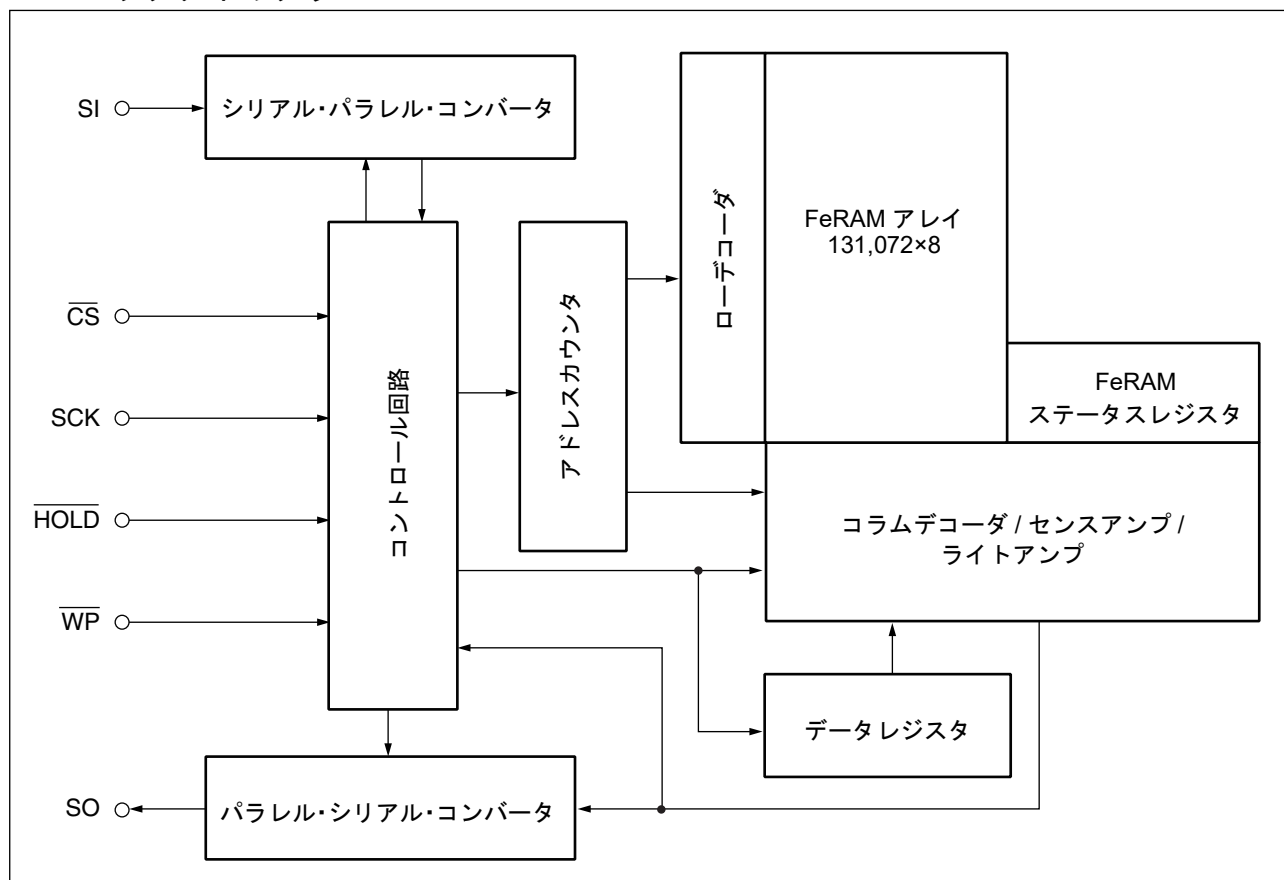 SI
シリアル・パラレル・コンバータ
ローデコーダ
FeRAM アレイ
131,072×8
CS
コントロール回路
アドレスカウンタ
FeRAM
ステータスレジスタ
SCK
HOLD
コラムデコーダ / センスアンプ /
ライトアンプ
WP
データレジスタ
SO
パラレル・シリアル・コンバータ